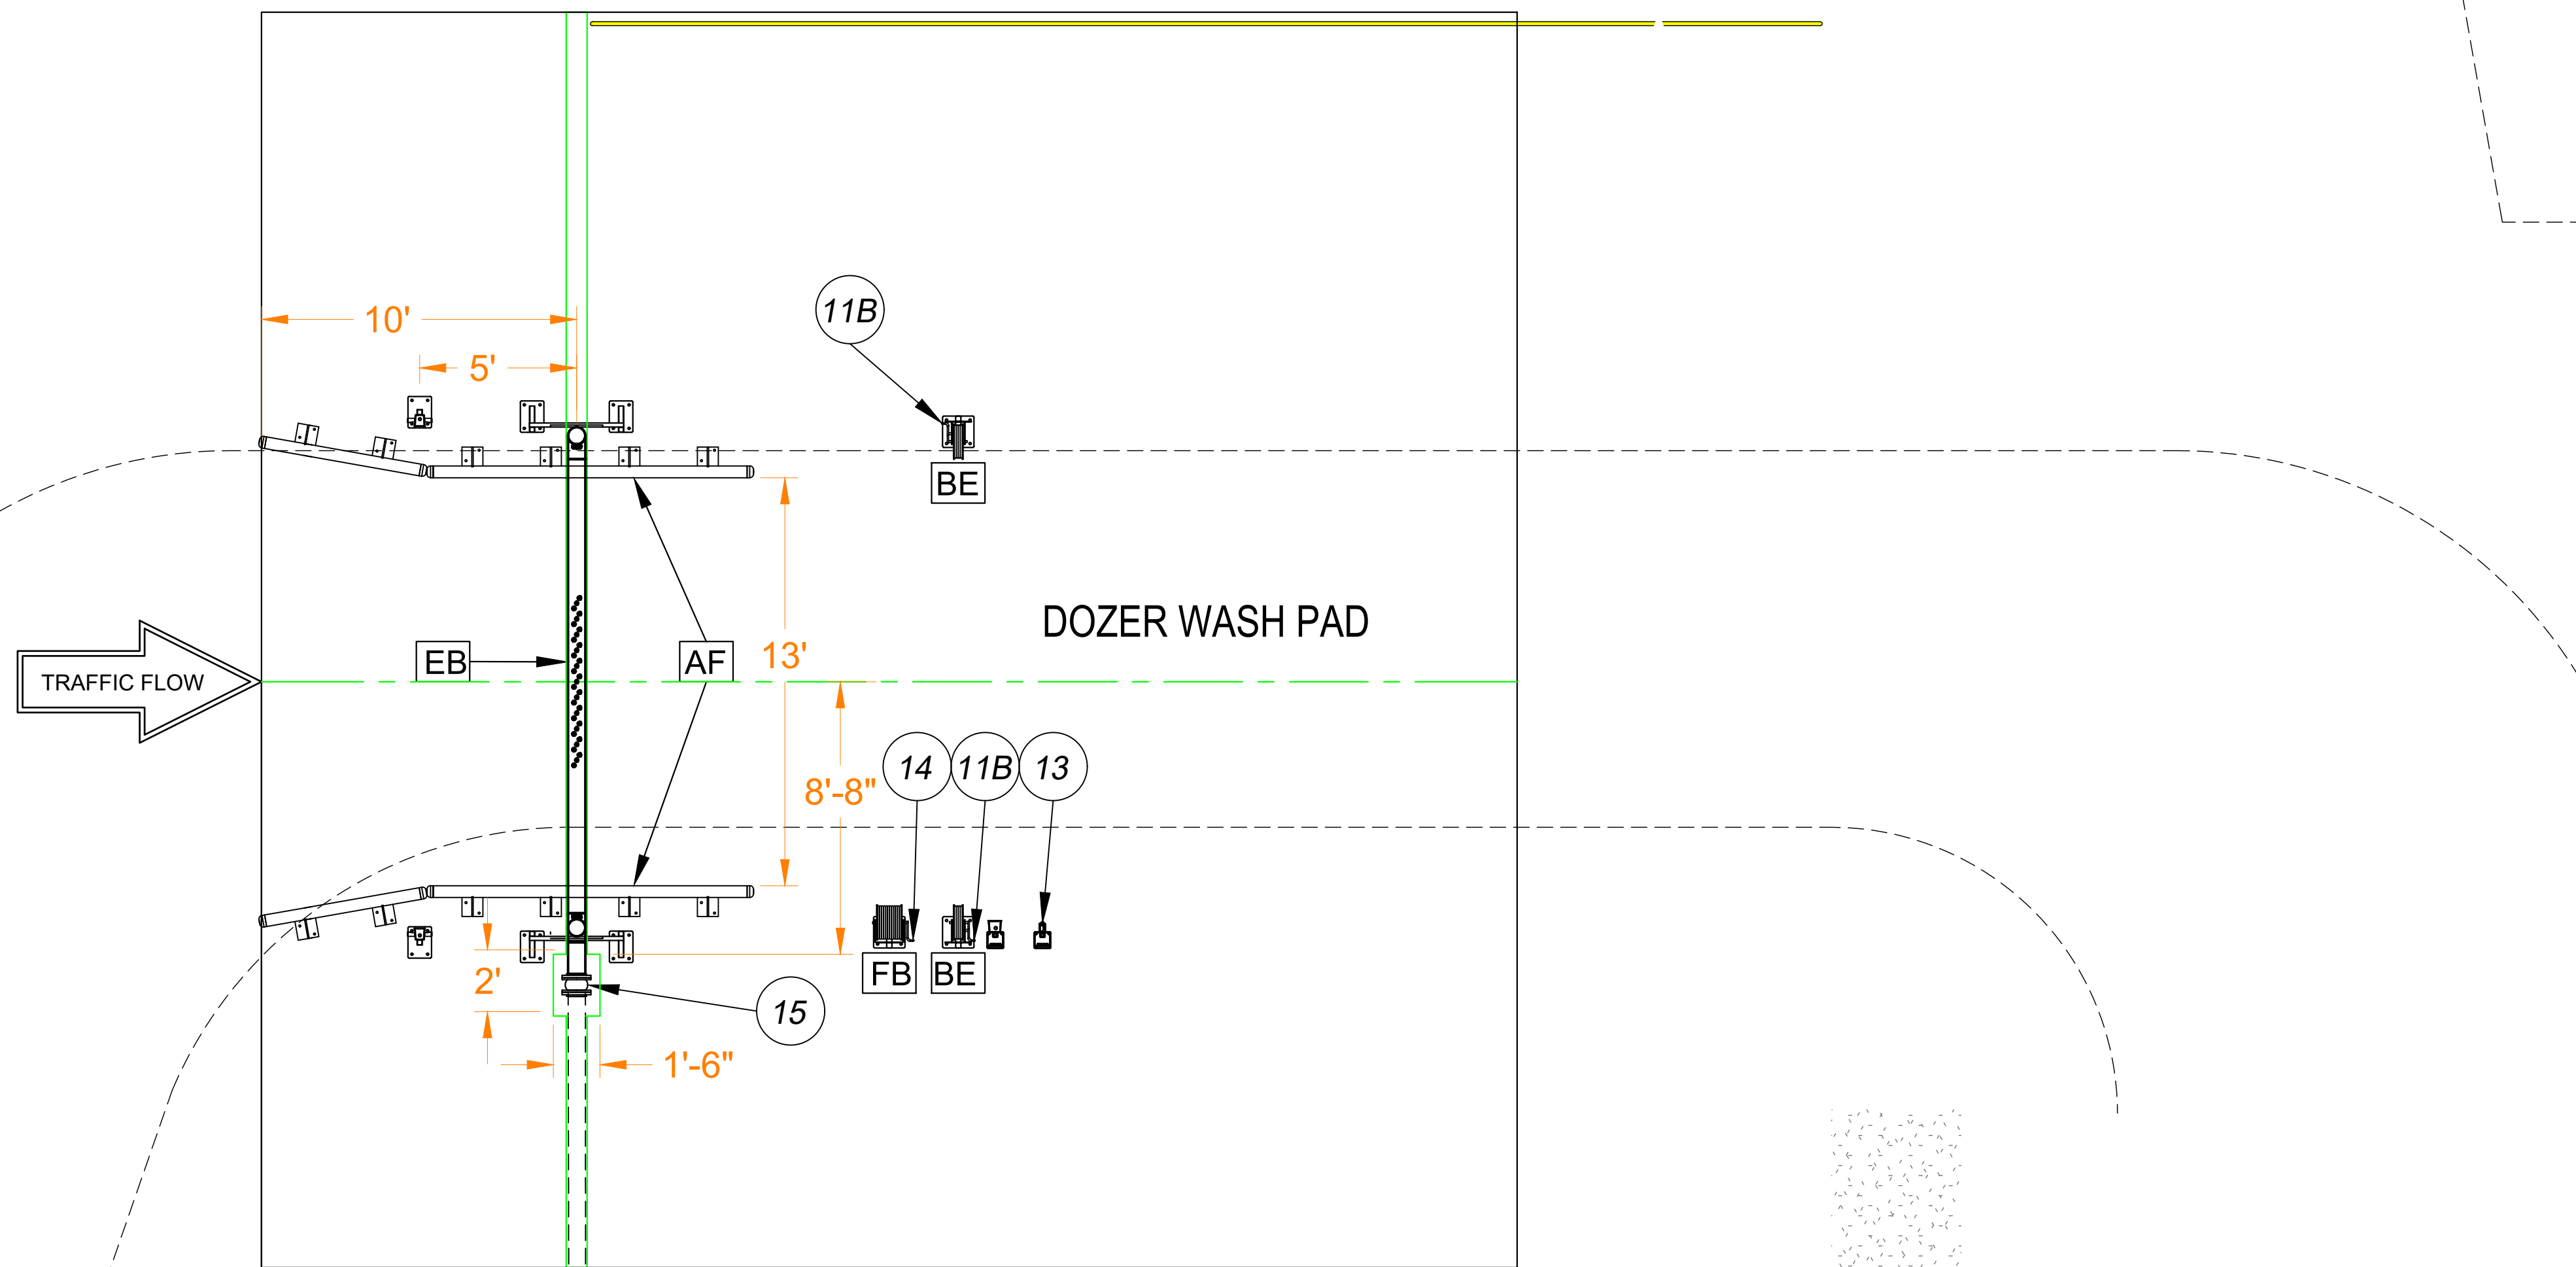 10'
11B
5'
BE
DOZER WASH PAD
EB
AF
13'
TRAFFIC FLOW
14
11B
13
8'-8"
FB
BE
2'
15
1'-6"